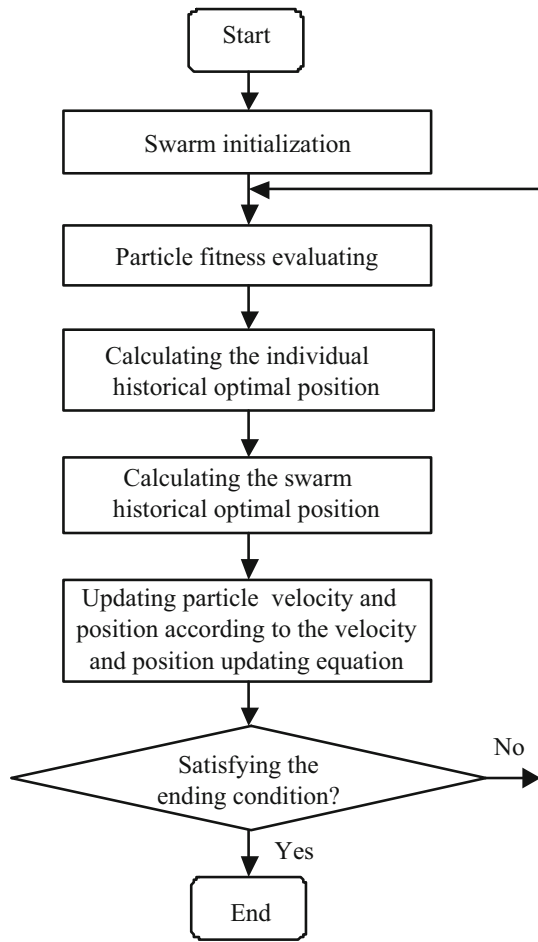 Start
Swarm initialization
Particle fitness evaluating
Calculating the individual
historical optimal position
Calculating the swarm
historical optimal position
Updating particle velocity and
position according to the velocity
and position updating equation
Satisfying the
ending condition?
No
Yes
End